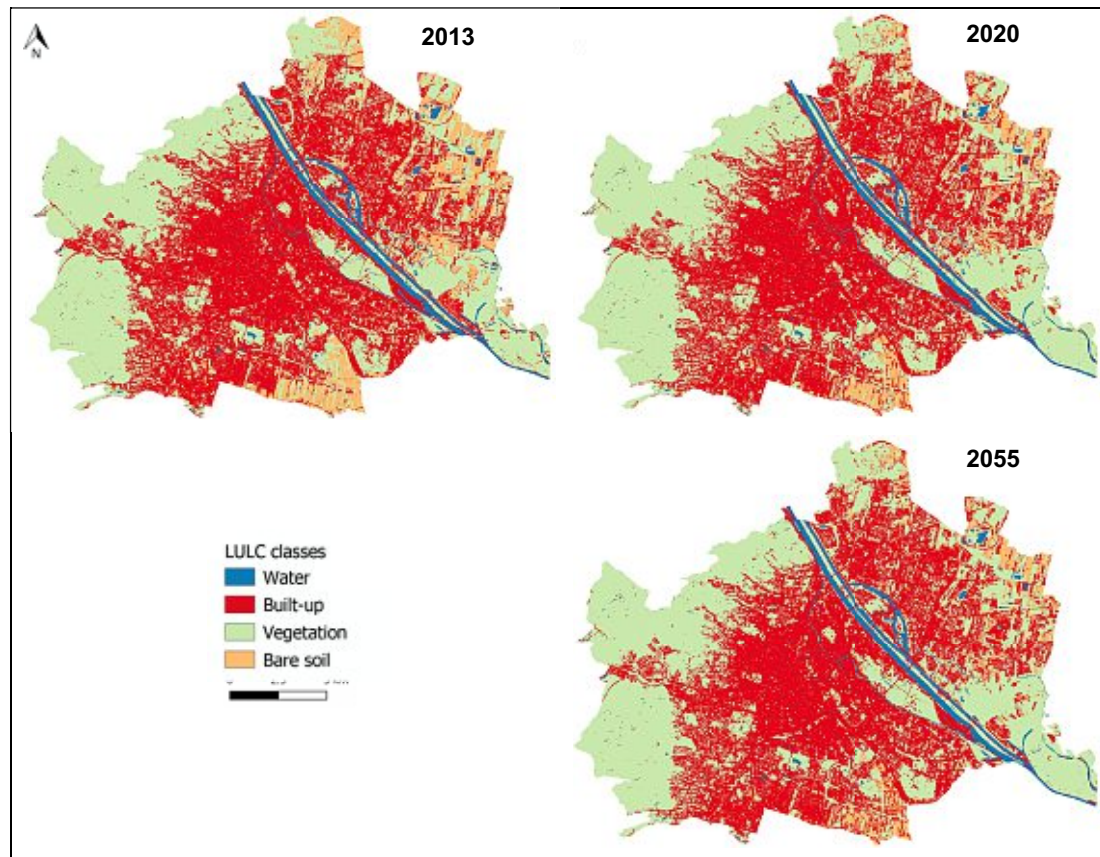 N
2013
2020
2055
LULC classes
Water
Built-up
Vegetation
Bare soil